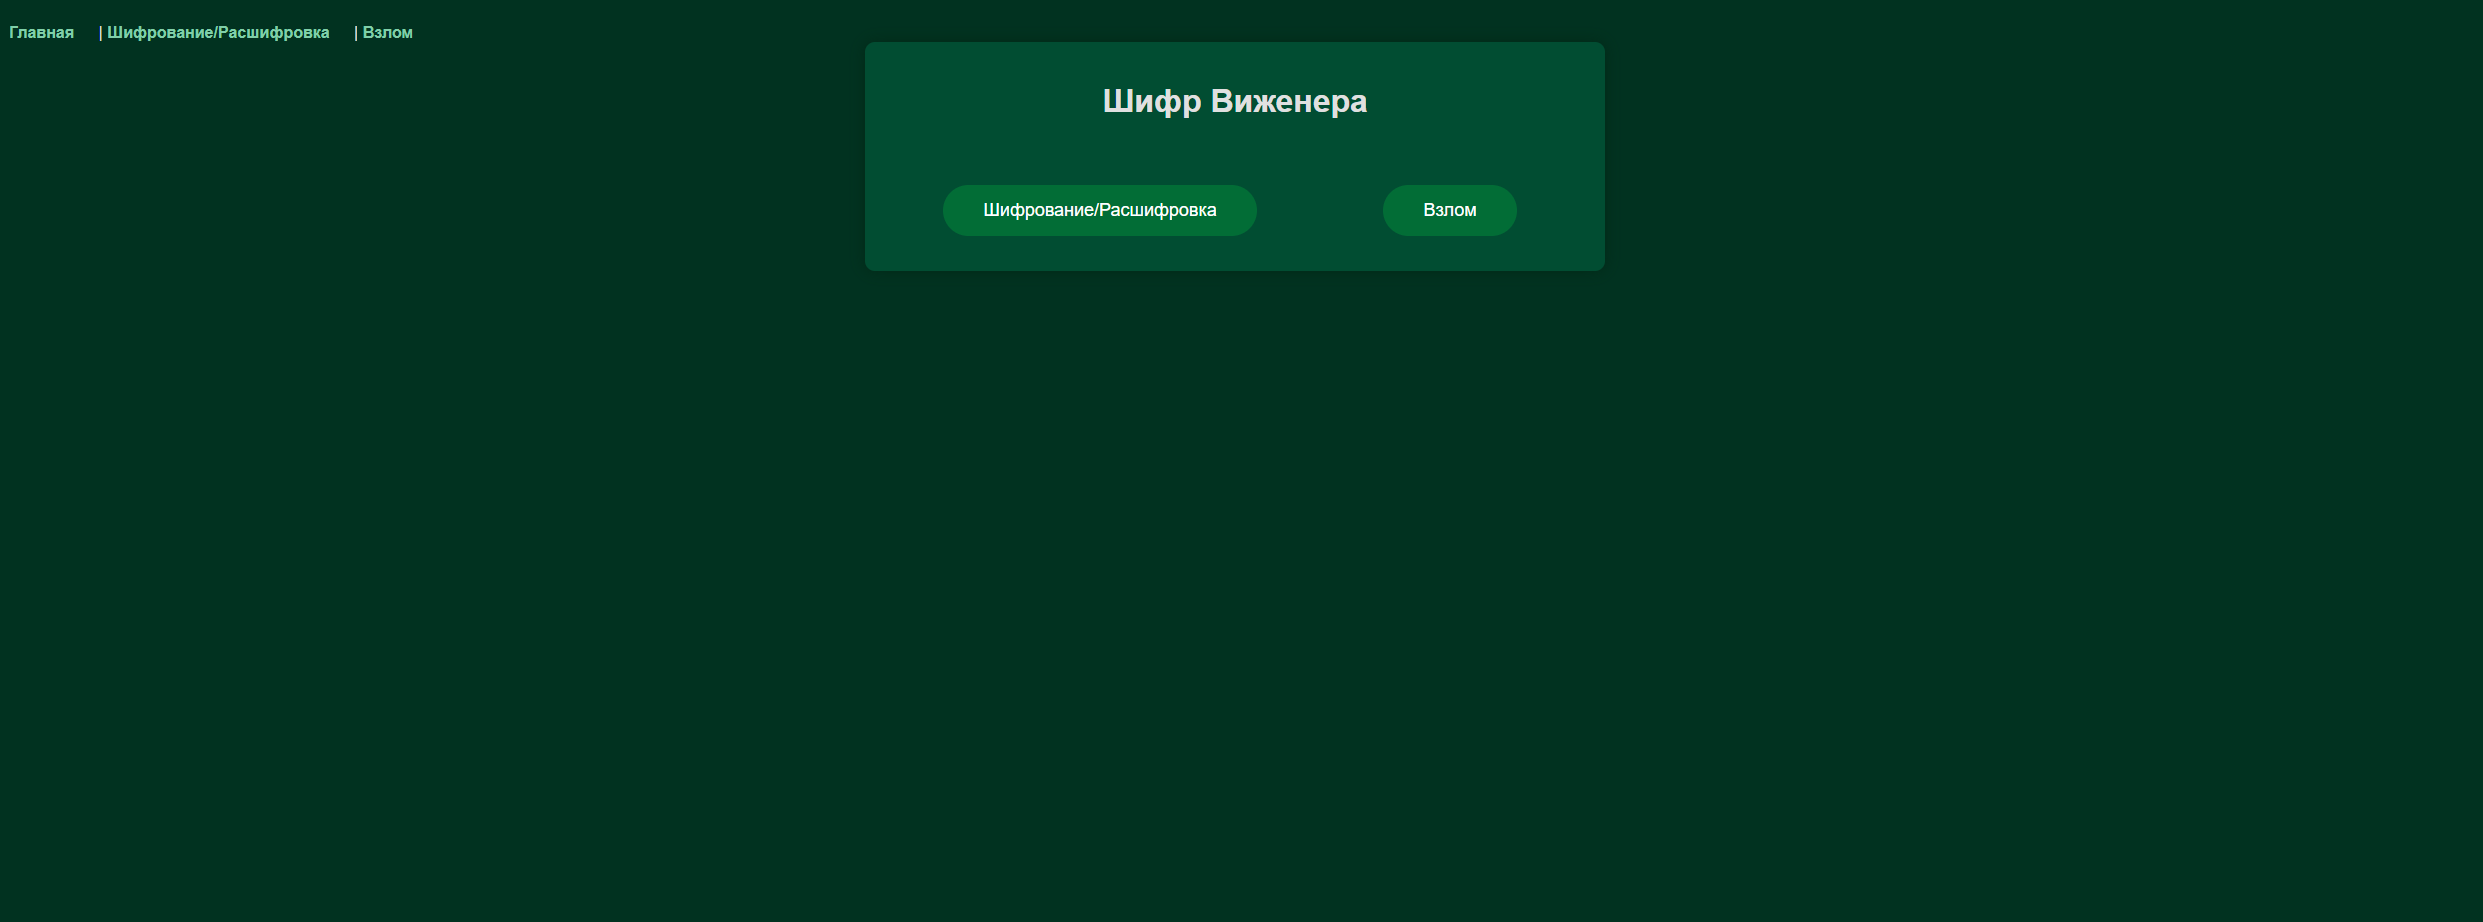 Главная | Шифрование/Расшифровка | Взлом
Шифр Виженера
Шифрование/Расшифровка Взлом